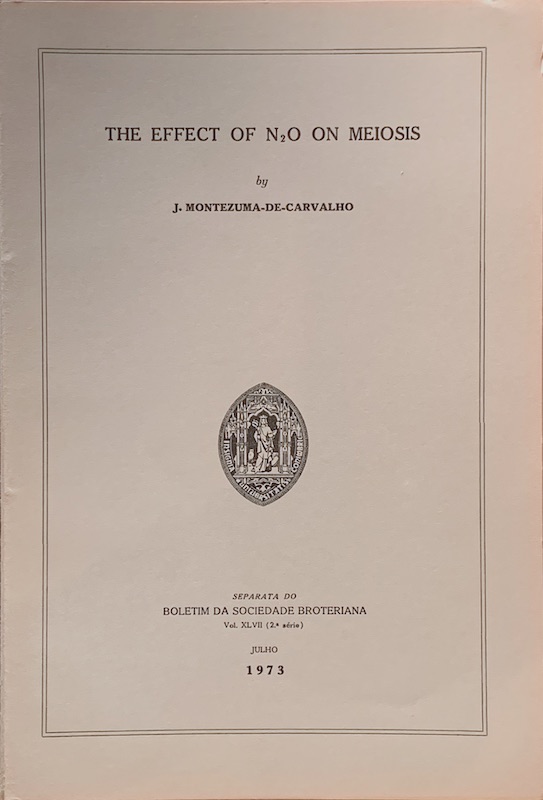 THE EFFECT OF N₂O ON MEIOSIS
by
J. MONTEZUMA-DE-CARVALHO
SEPARATA DO
BOLETIM DA SOCIEDADE BROTERIANA
Vol. XLVII (2.ª série)
JULHO
1973